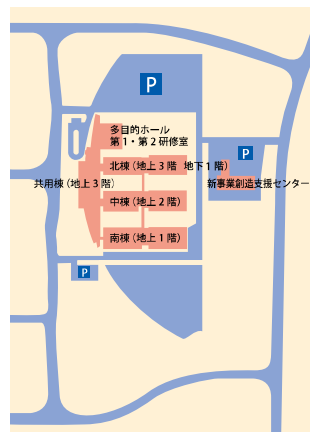 P
多目的ホール
第1・第2研修室
P
北棟（地上3階 地下1階）
共用棟（地上3階）
新事業創造支援センター
中棟（地上2階）
南棟（地上1階）
P